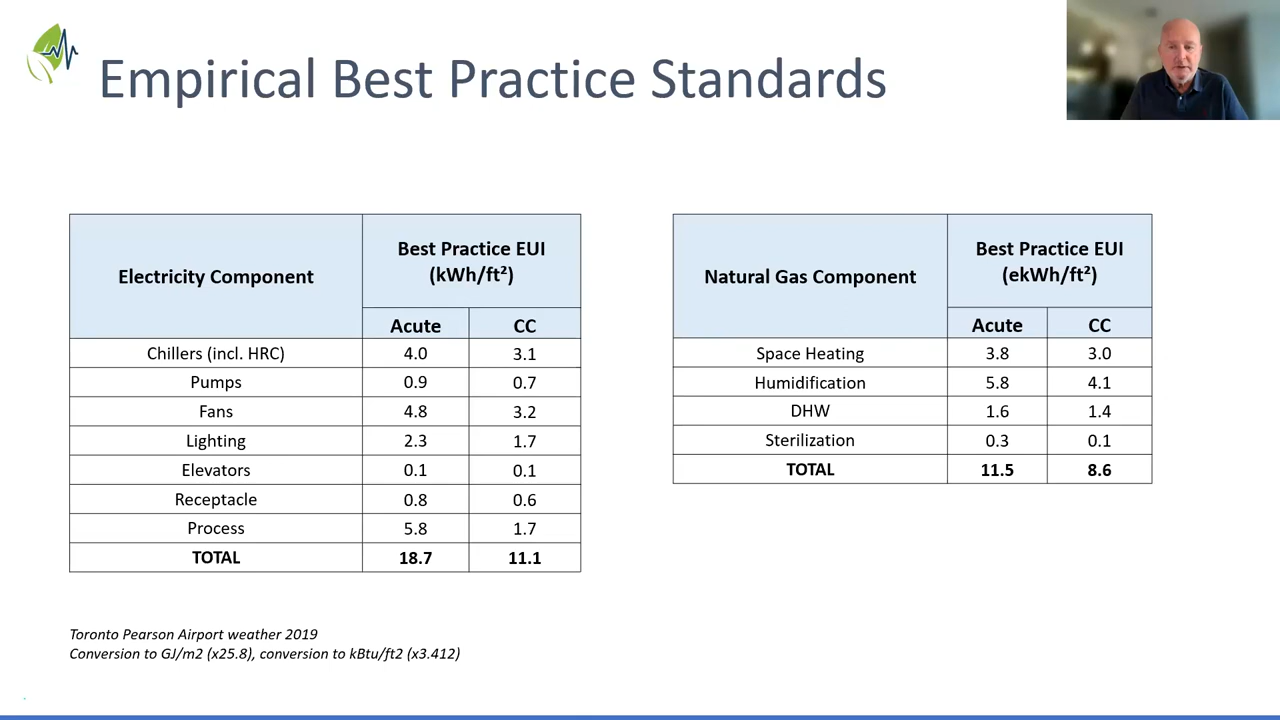 Empirical Best Practice Standards
Electricity Component
Best Practice EUI
(kWh/ft²)
Acute CC
Chillers (incl. HRC) 4.0 3.1
Pumps 0.9 0.7
Fans 4.8 3.2
Lighting 2.3 1.7
Elevators 0.1 0.1
Receptacle 0.8 0.6
Process 5.8 1.7
TOTAL 18.7 11.1
Natural Gas Component
Best Practice EUI
(ekWh/ft²)
Acute CC
Space Heating 3.8 3.0
Humidification 5.8 4.1
DHW 1.6 1.4
Sterilization 0.3 0.1
TOTAL 11.5 8.6
Toronto Pearson Airport weather 2019
Conversion to GJ/m2 (x25.8), conversion to kBtu/ft2 (x3.412)